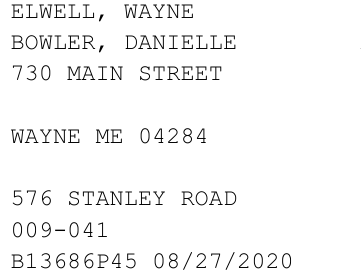 ELWELL, WAYNE
BOWLER, DANIELLE
730 MAIN STREET
WAYNE ME 04284
576 STANLEY ROAD
009-041
B13686P45 08/27/2020